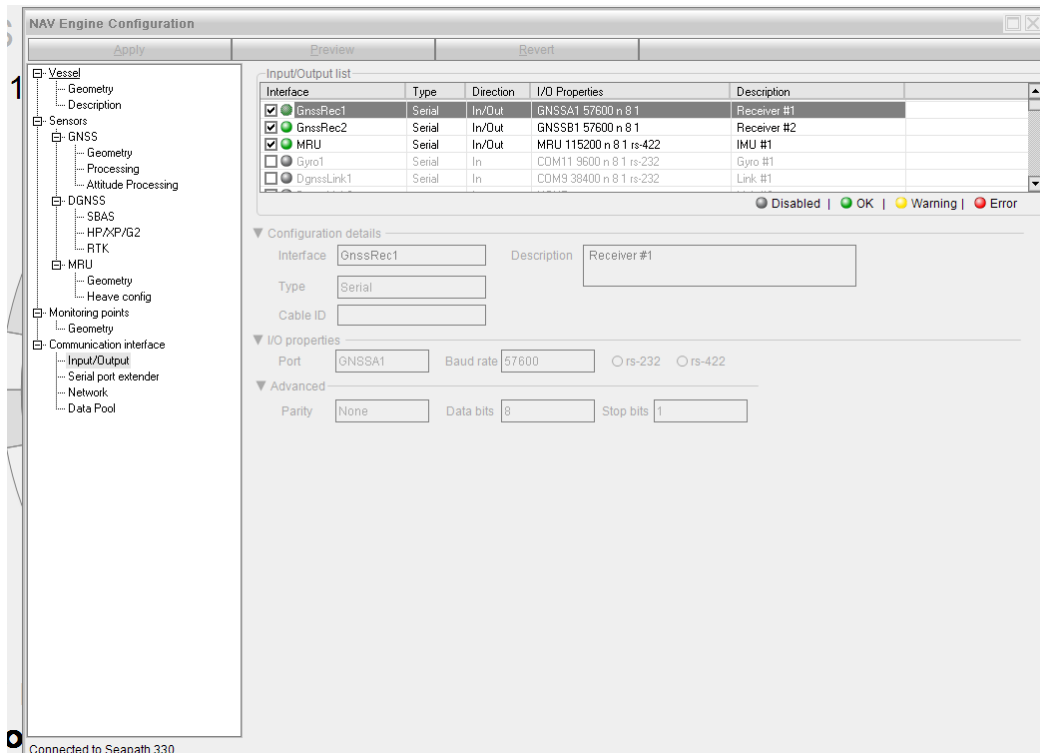 NAV Engine Configuration
Apply Preview Revert
1
Vessel
Geometry
Description
Sensors
GNSS
Geometry
Processing
Attitude Processing
DGNSS
SBAS
HP/XP/G2
RTK
MRU
Geometry
Heave config
Monitoring points
Geometry
Communication interface
Input/Output
Serial port extender
Network
Data Pool
Input/Output list
Interface Type Direction I/O Properties Description
GnssRec1 Serial In/Out GNSSA1 57600 n 8 1 Receiver #1
GnssRec2 Serial In/Out GNSSB1 57600 n 8 1 Receiver #2
MRU Serial In/Out MRU 115200 n 8 1 rs-422 IMU #1
Gyro1 Serial In COM11 9600 n 8 1 rs-232 Gyro #1
DgnssLink1 Serial In COM9 38400 n 8 1 rs-232 Link #1
Disabled | OK | Warning | Error
Configuration details
Interface GnssRec1 Description Receiver #1
Type Serial
Cable ID
I/O properties
Port GNSSA1 Baud rate 57600 rs-232 rs-422
Advanced
Parity None Data bits 8 Stop bits 1
Connected to Seapath 330